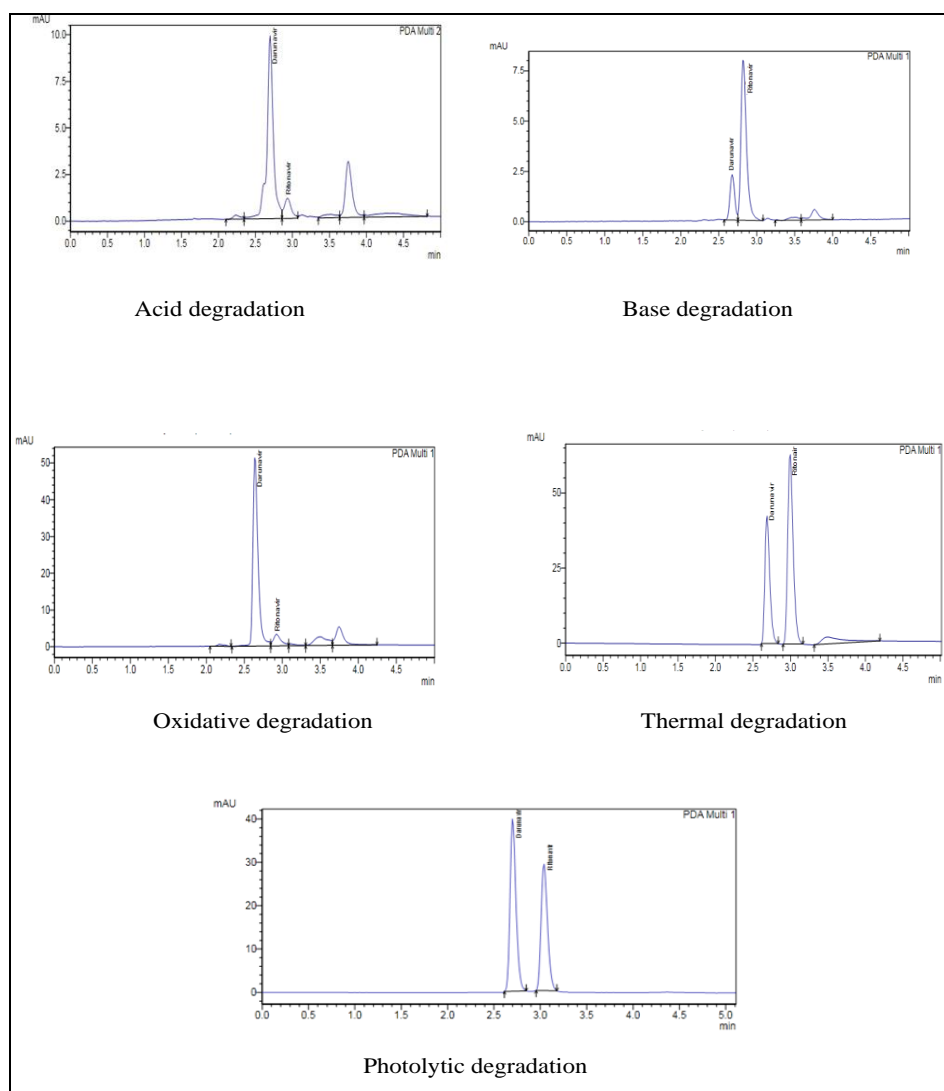 mAU
PDA Multi 2
10.0
7.5
5.0
2.5
0.0
Darunavir
Ritonavir
0.0 0.5 1.0 1.5 2.0 2.5 3.0 3.5 4.0 4.5
min
Acid degradation
mAU
PDA Multi 1
7.5
5.0
2.5
0.0
Darunavir
Ritonavir
0.0 0.5 1.0 1.5 2.0 2.5 3.0 3.5 4.0 4.5
min
Base degradation
mAU
PDA Multi 1
50
40
30
20
10
0
Darunavir
Ritonavir
0.0 0.5 1.0 1.5 2.0 2.5 3.0 3.5 4.0 4.5
min
Oxidative degradation
mAU
PDA Multi 1
50
25
0
Darunavir
Ritonair
0.0 0.5 1.0 1.5 2.0 2.5 3.0 3.5 4.0 4.5
min
Thermal degradation
mAU
PDA Multi 1
40
30
20
10
0
0.0 0.5 1.0 1.5 2.0 2.5 3.0 3.5 4.0 4.5 5.0
min
Photolytic degradation